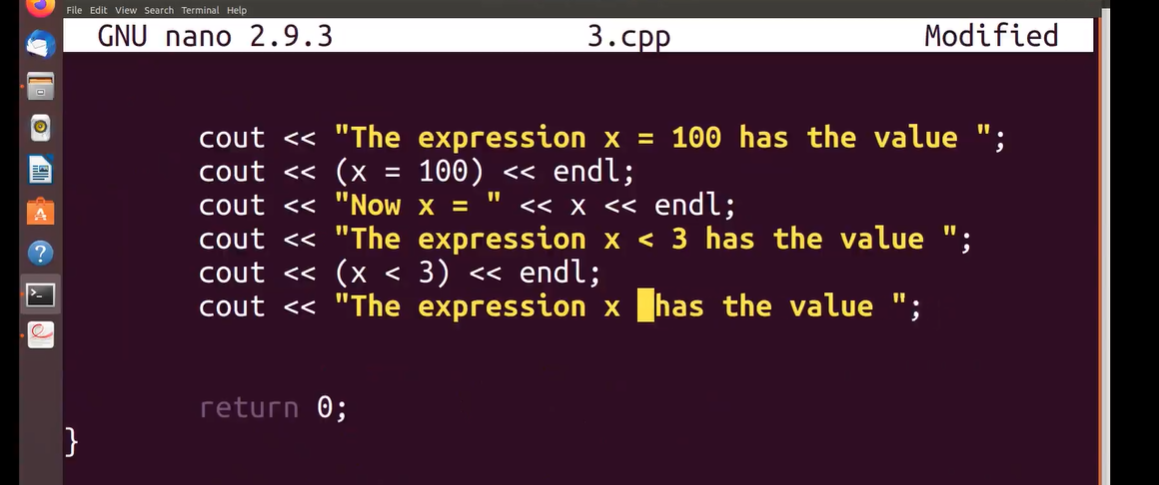 File Edit View Search Terminal Help
GNU nano 2.9.3 3.cpp Modified
cout << "The expression x = 100 has the value ";
cout << (x = 100) << endl;
cout << "Now x = " << x << endl;
cout << "The expression x < 3 has the value ";
cout << (x < 3) << endl;
cout << "The expression x has the value ";
return 0;
}